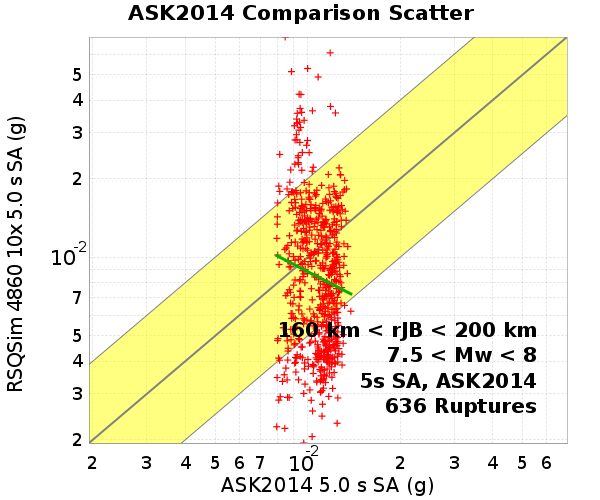 ASK2014 Comparison Scatter
RSQSim 4860 10x 5.0 s SA (g)
5
4
3
2
10-2
7
5
4
3
2
160 km < rJB < 200 km
7.5 < Mw < 8
5s SA, ASK2014
636 Ruptures
2 3 4 5 6 7 10-2 2 3 4 5 6
ASK2014 5.0 s SA (g)